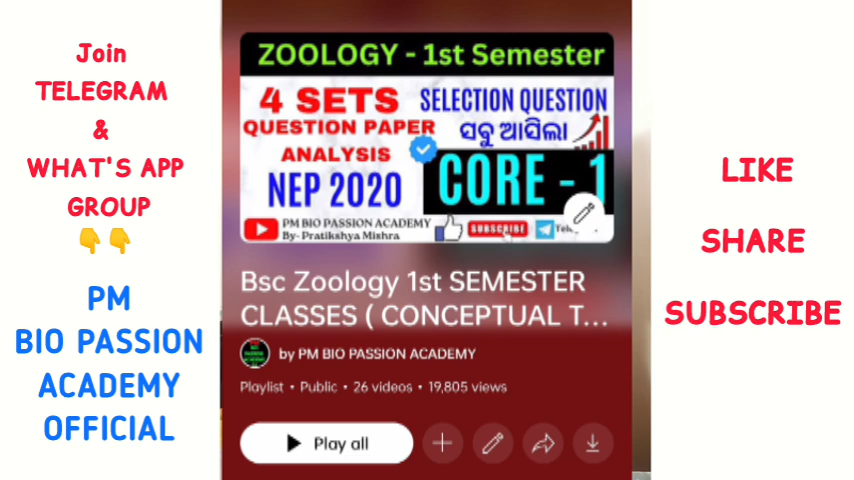 Join
TELEGRAM
&
WHAT'S APP
GROUP
👇👇
PM
BIO PASSION
ACADEMY
OFFICIAL
ZOOLOGY - 1st Semester
4 SETS
QUESTION PAPER
ANALYSIS
NEP 2020
SELECTION QUESTION
ସବୁ ଆସିଲା
CORE - 1
PM BIO PASSION ACADEMY
By- Pratikshya Mishra
SUBSCRIBE
Bsc Zoology 1st SEMESTER
CLASSES ( CONCEPTUAL T...
by PM BIO PASSION ACADEMY
Playlist • Public • 26 videos • 19,805 views
Play all
LIKE
SHARE
SUBSCRIBE